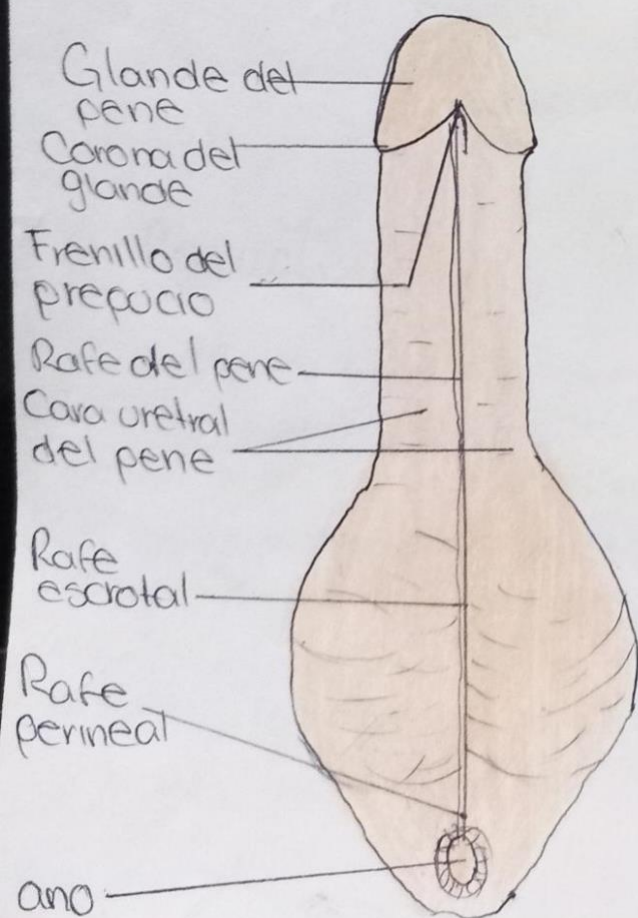 Glande del
pene
Corona del
glande
Frenillo del
prepucio
Rafe del pene
Cara uretral
del pene
Rafe
escrotal
Rafe
perineal
ano